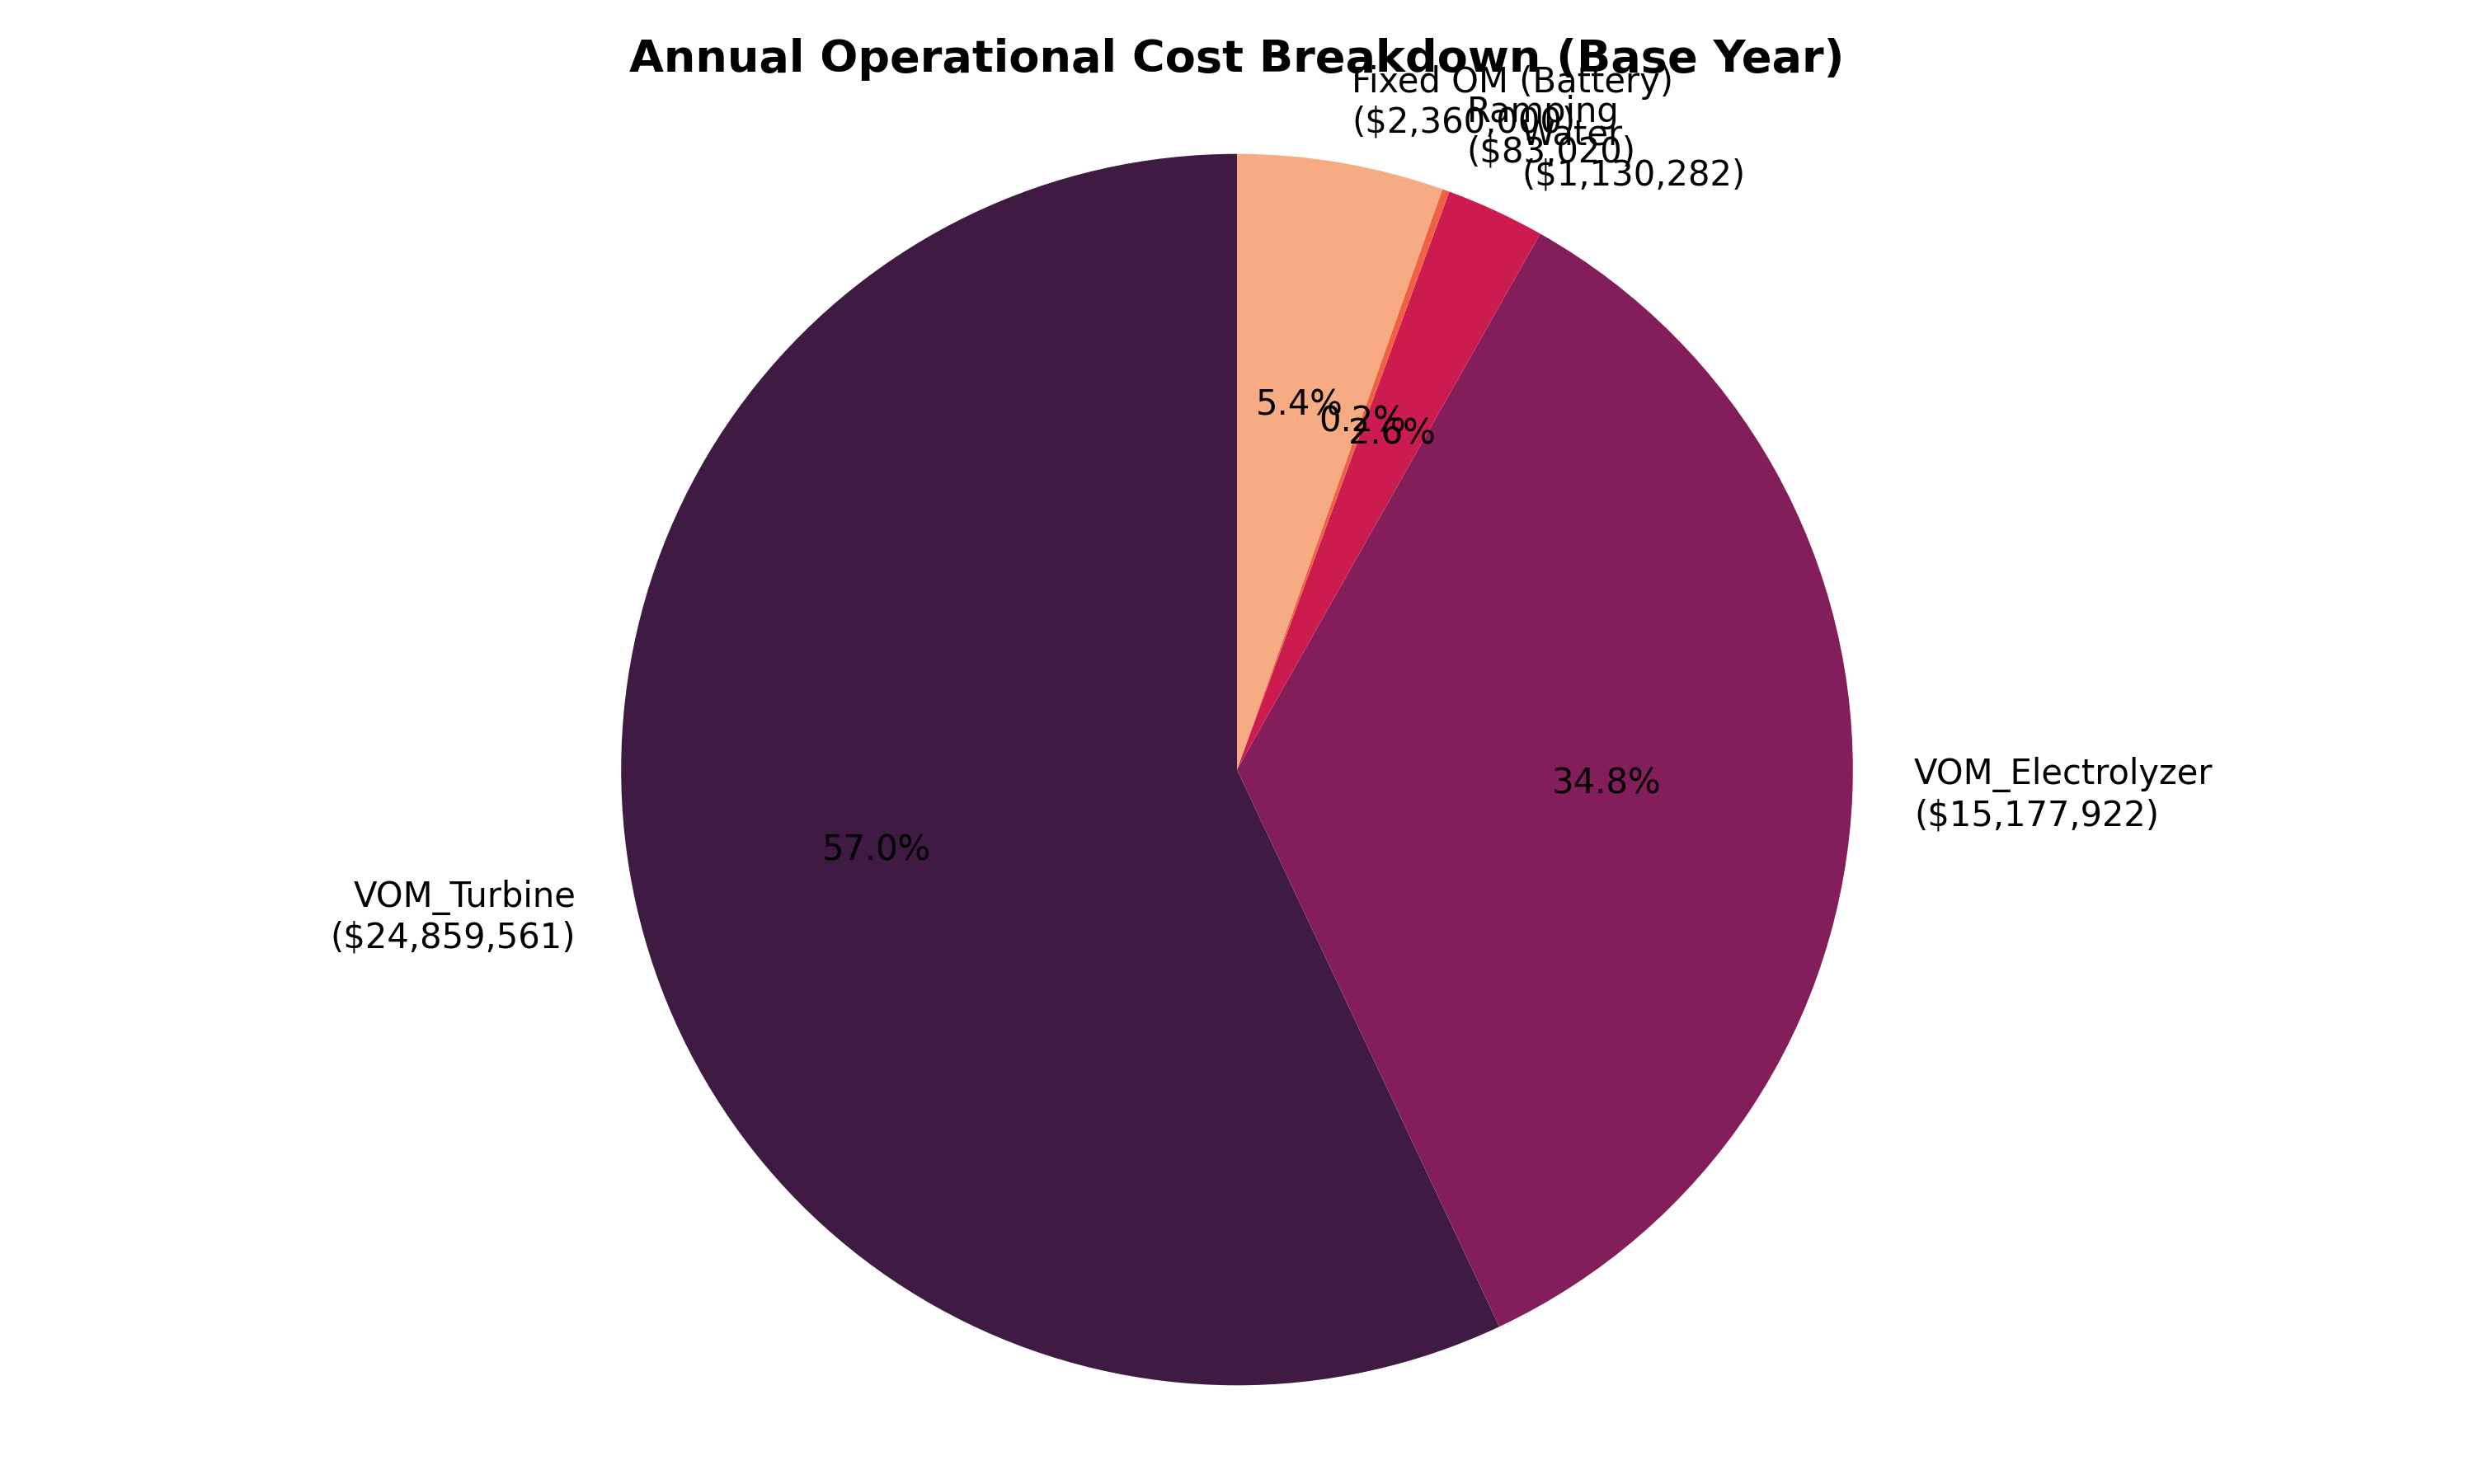 Annual Operational Cost Breakdown (Base Year)
Fixed OM (Battery)
($2,360,000)
Ramping
($83,020)
Water
($1,130,282)
5.4%
0.2%
2.6%
34.8%
VOM_Electrolyzer
($15,177,922)
57.0%
VOM_Turbine
($24,859,561)